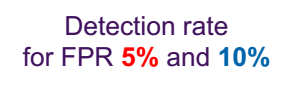 Detection rate
for FPR 5% and 10%